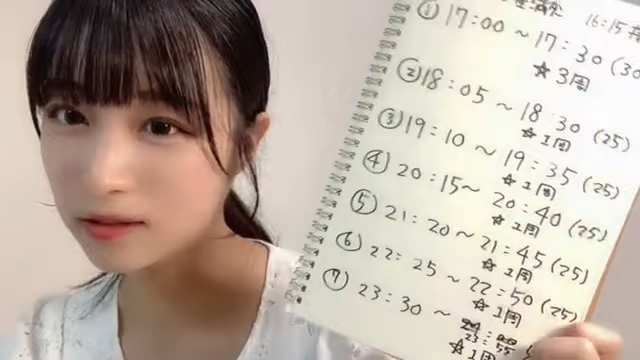 16:15
① 17:00 ~ 17:30 (30
☆ 3周
② 18:05 ~ 18:30 (25)
☆ 1周
③ 19:10 ~ 19:35 (25)
☆ 1周
④ 20:15~ 20:40 (25)
☆ 1周
⑤ 21:20 ~ 21:45 (25)
☆ 1周
⑥ 22:25 ~ 22:50 (25)
☆ 1周
⑦ 23:30 ~
23:55
☆ 1周